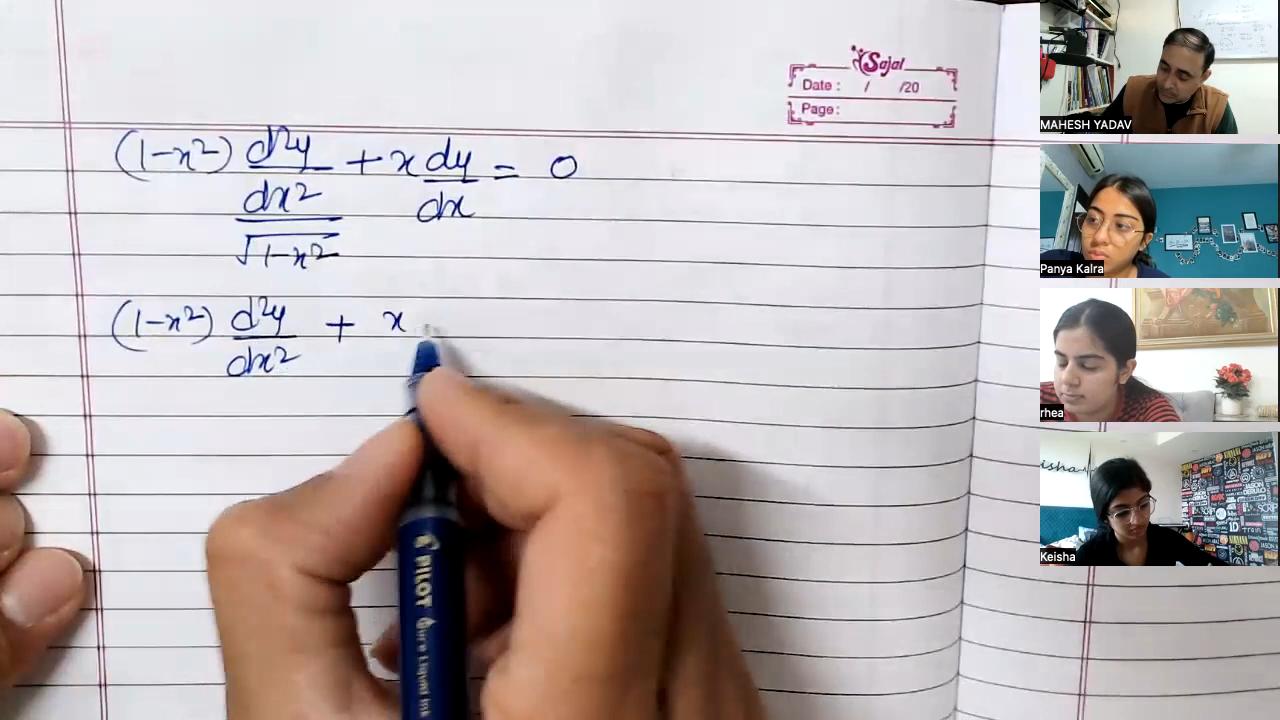 Sajal
Date : / /20
Page:
(1-x²) d²y/dx² / √1-x² + x dy/dx = 0
(1-x²) d²y/dx² + x
PILOT
MAHESH YADAV
Panya Kalra
rhea
isha
Keisha